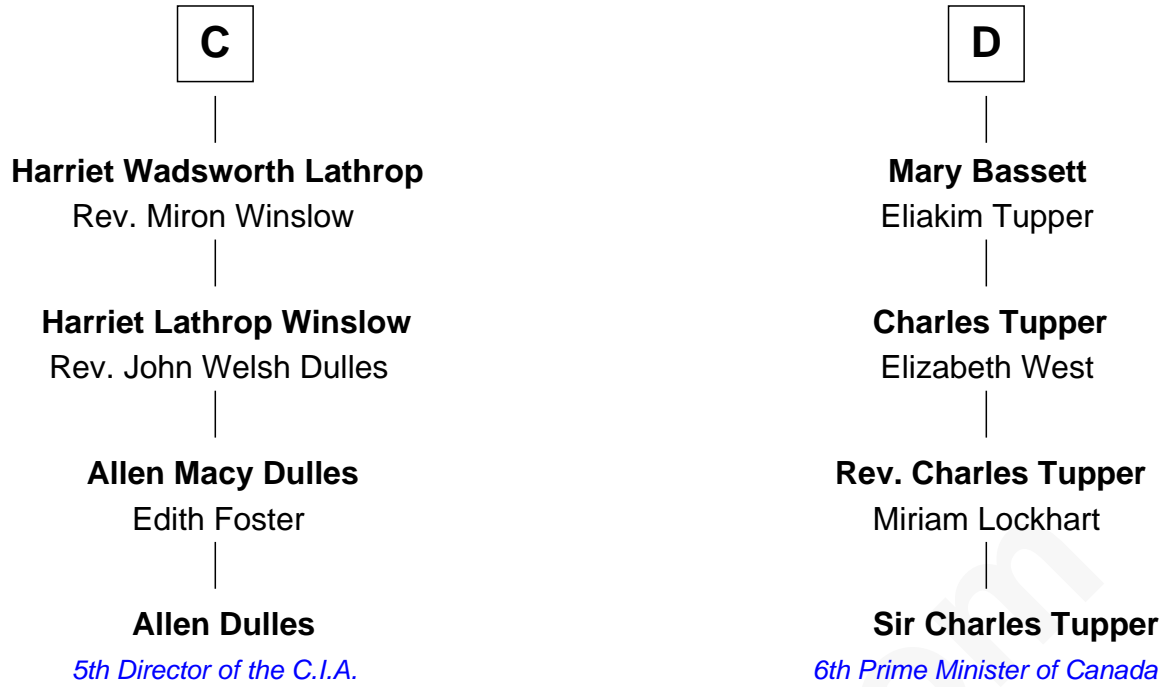 C
Harriet Wadsworth Lathrop
Rev. Miron Winslow
Harriet Lathrop Winslow
Rev. John Welsh Dulles
Allen Macy Dulles
Edith Foster
Allen Dulles
5th Director of the C.I.A.
D
Mary Bassett
Eliakim Tupper
Charles Tupper
Elizabeth West
Rev. Charles Tupper
Miriam Lockhart
Sir Charles Tupper
6th Prime Minister of Canada